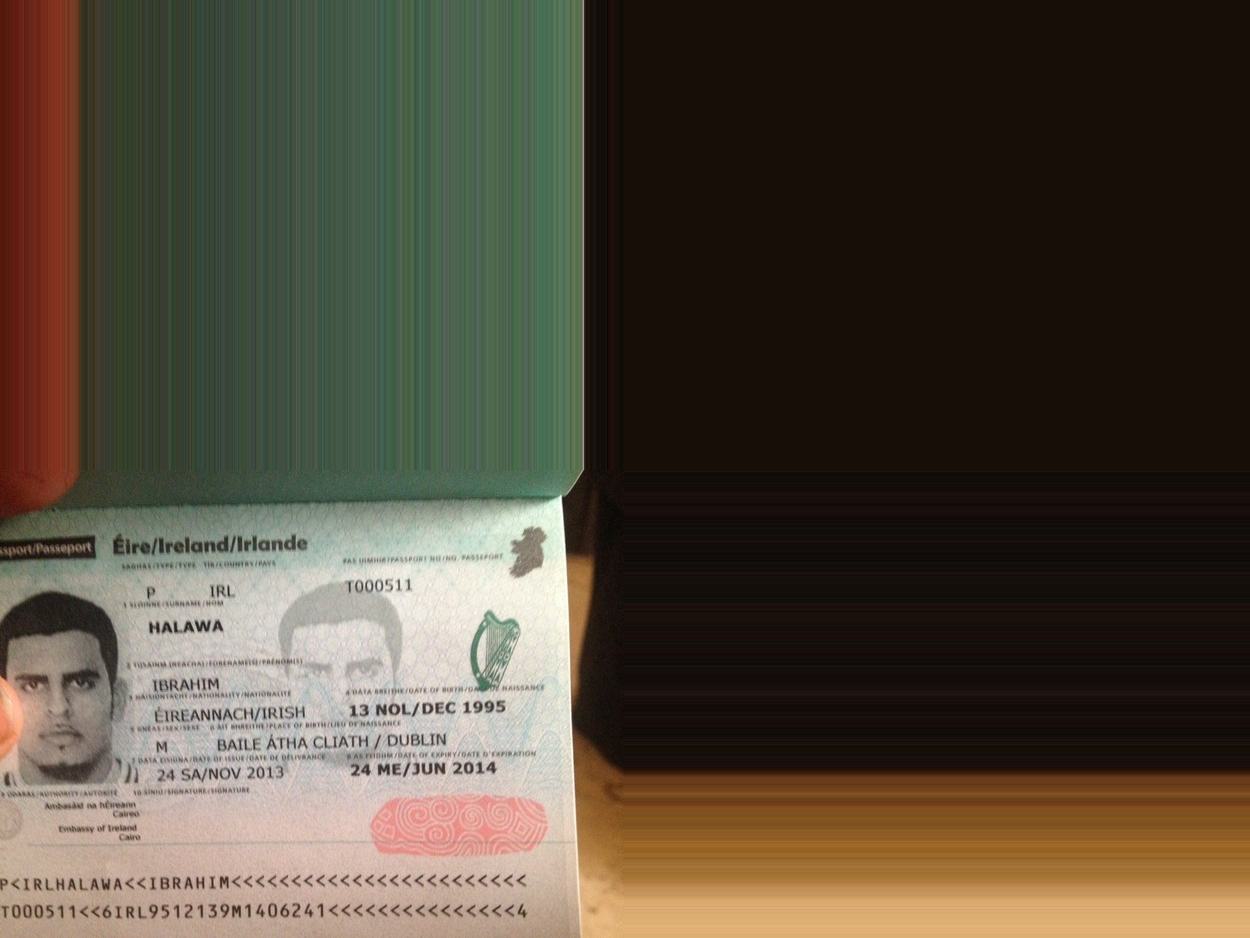 ssport/Passeport Éire/Ireland/Irlande
SAGHAS/TYPE/TYPE TÍR/COUNTRY/PAYS PAS UIMHIR/PASSPORT NO/NO. PASSEPORT
P IRL T000511
1 SLOINNE/SURNAME/NOM
HALAWA
2 TUSAINM (NEACHA)/FORENAME(S)/PRÉNOM(S)
IBRAHIM
3 NÁISIÚNTACHT/NATIONALITY/NATIONALITÉ 4 DÁTA BREITHE/DATE OF BIRTH/DATE DE NAISSANCE
ÉIREANNACH/IRISH 13 NOL/DEC 1995
5 GNÉAS/SEX/SEXE 6 ÁIT BHREITHE/PLACE OF BIRTH/LIEU DE NAISSANCE
M BAILE ÁTHA CLIATH / DUBLIN
7 DÁTA EISIÚNA/DATE OF ISSUE/DATE DE DÉLIVRANCE 8 AS FEIDHM/DATE OF EXPIRY/DATE D'EXPIRATION
24 SA/NOV 2013 24 ME/JUN 2014
9 ÚDARÁS/AUTHORITY/AUTORITÉ 10 SÍNIÚ/SIGNATURE/SIGNATURE
Ambasáid na hÉireann
Caireo
Embassy of Ireland
Cairo
P<IRLHALAWA<<IBRAHIM<<<<<<<<<<<<<<<<<<<<<<<<
T000511<<6IRL9512139M1406241<<<<<<<<<<<<<<<4